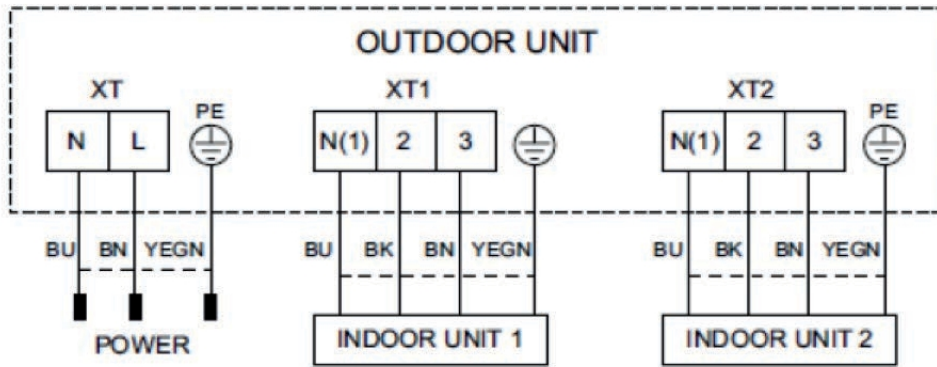 OUTDOOR UNIT
XT XT1 XT2
PE PE
N L N(1) 2 3 N(1) 2 3
BU BN YEGN BU BK BN YEGN BU BK BN YEGN
POWER INDOOR UNIT 1 INDOOR UNIT 2